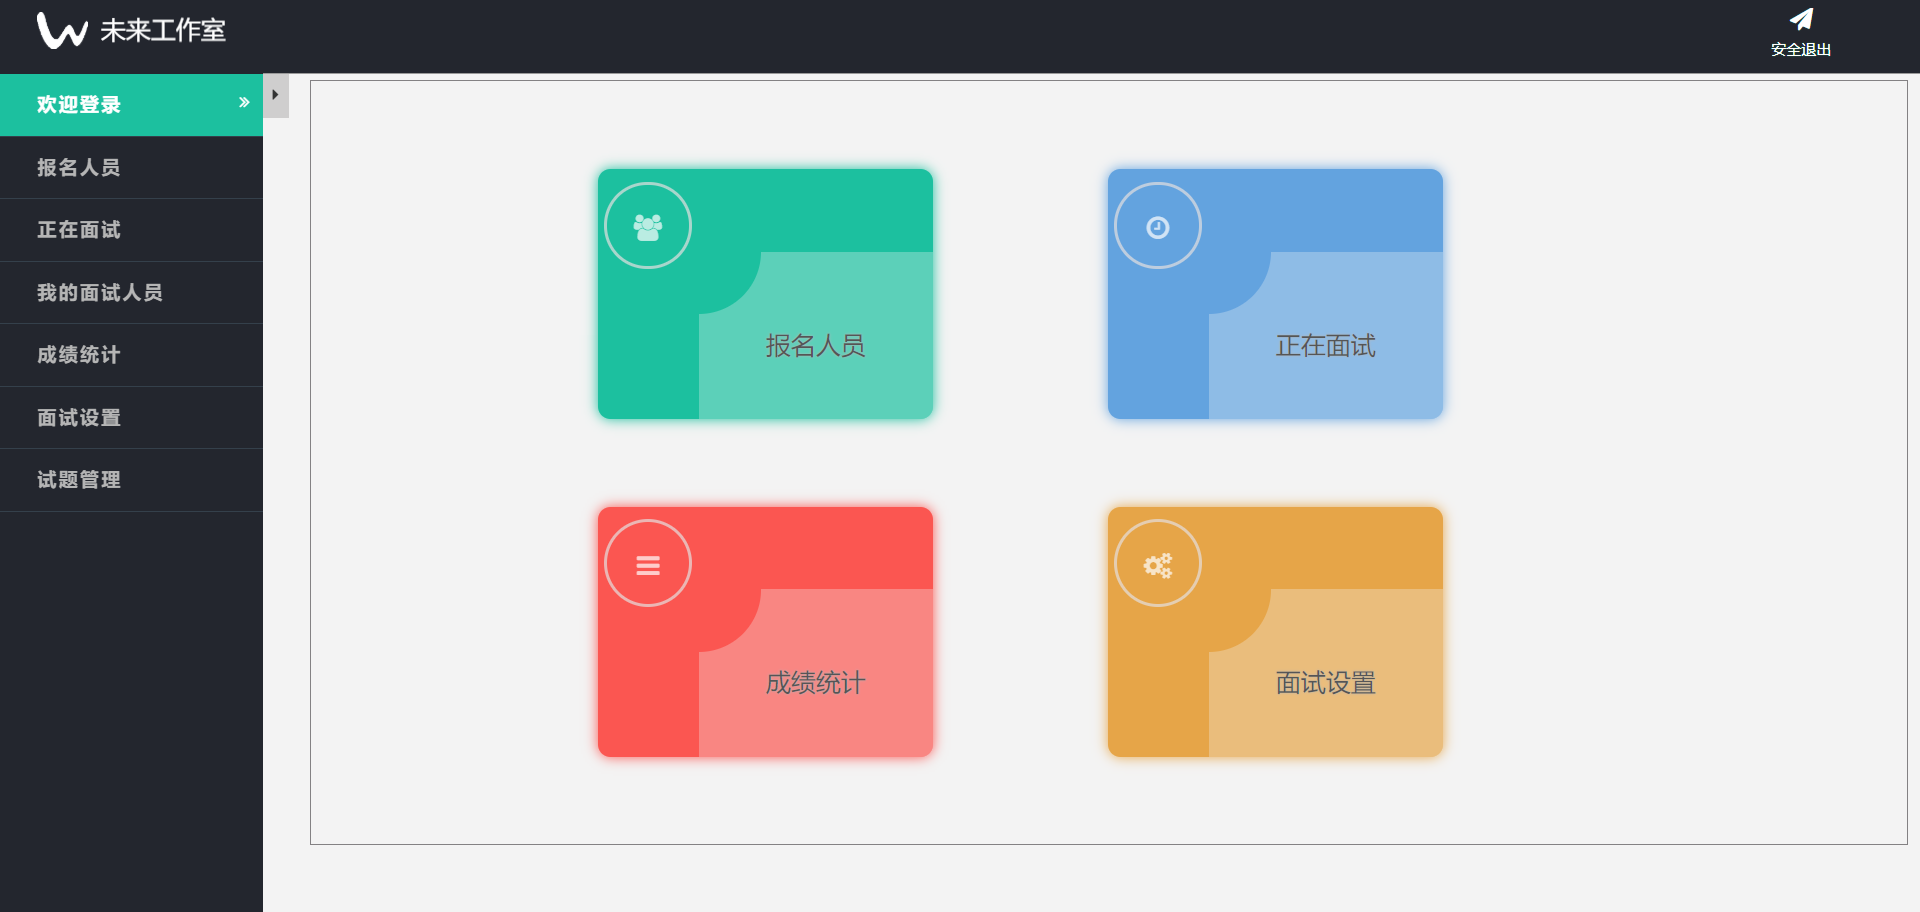 未来工作室
安全退出
欢迎登录
报名人员
正在面试
我的面试人员
成绩统计
面试设置
试题管理
报名人员
正在面试
成绩统计
面试设置